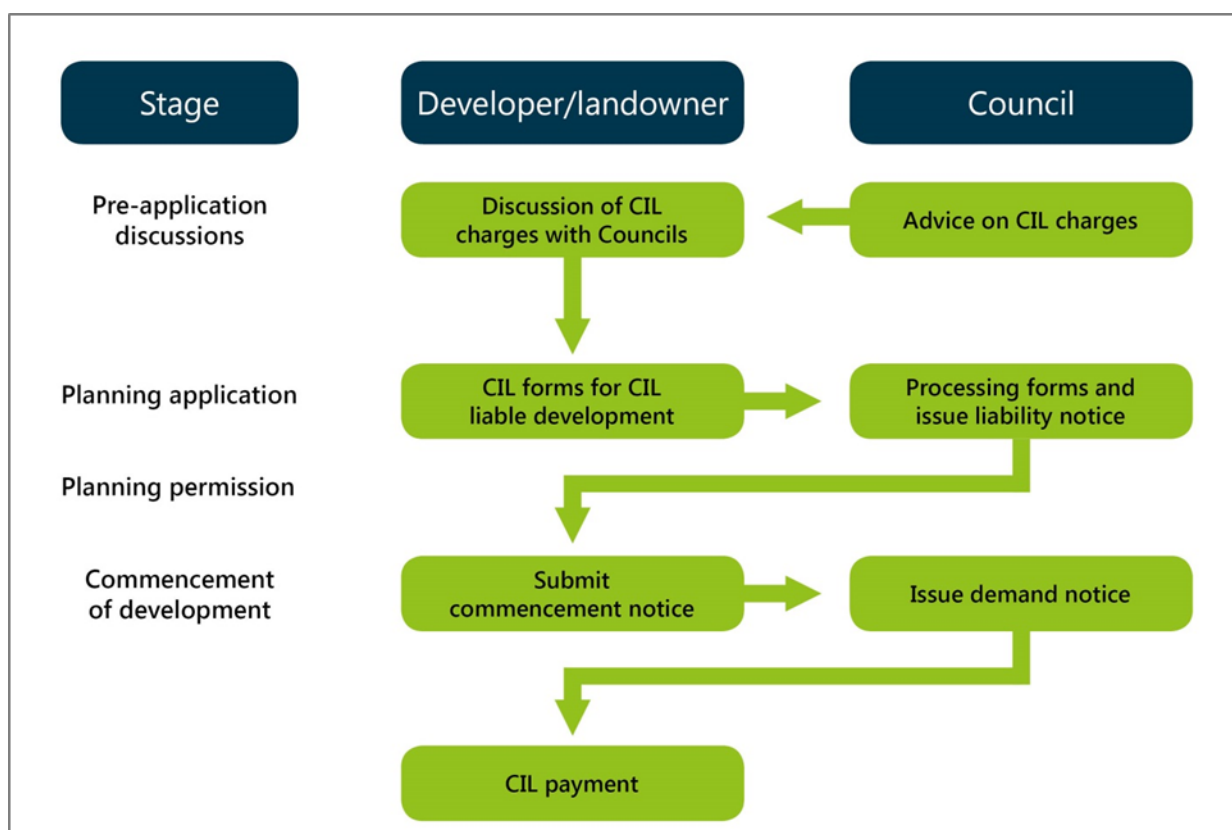 Stage
Developer/landowner
Council
Pre-application
discussions
Discussion of CIL
charges with Councils
Advice on CIL charges
Planning application
CIL forms for CIL
liable development
Processing forms and
issue liability notice
Planning permission
Commencement
of development
Submit
commencement notice
Issue demand notice
CIL payment